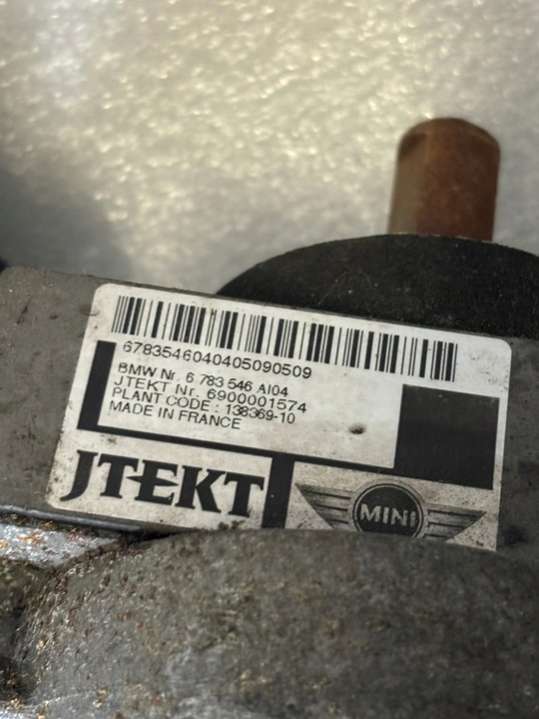 6783546040405090509
BMW Nr. 6 783 546 AI04
JTEKT Nr. 6900001574
PLANT CODE : 138369-10
MADE IN FRANCE
JTEKT
MINI